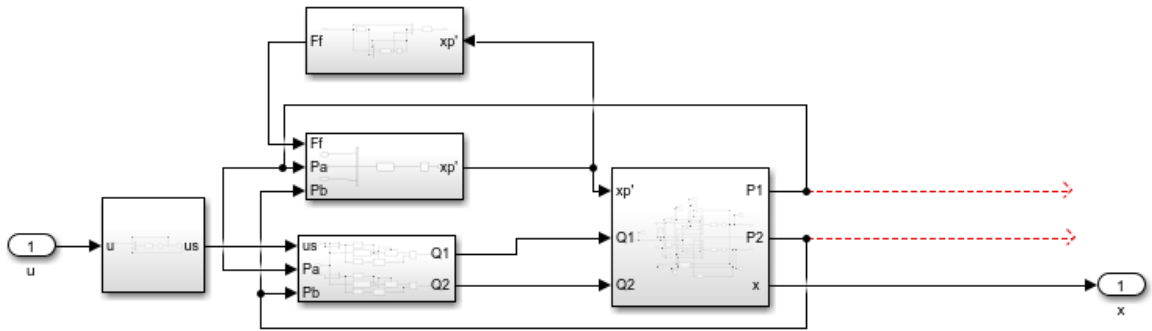 Ff xp'
Ff
Pa xp'
Pb
xp' P1
u us
us Q1
Q1 P2
1
u
Pa
Q2
Pb
Q2 x
1
x